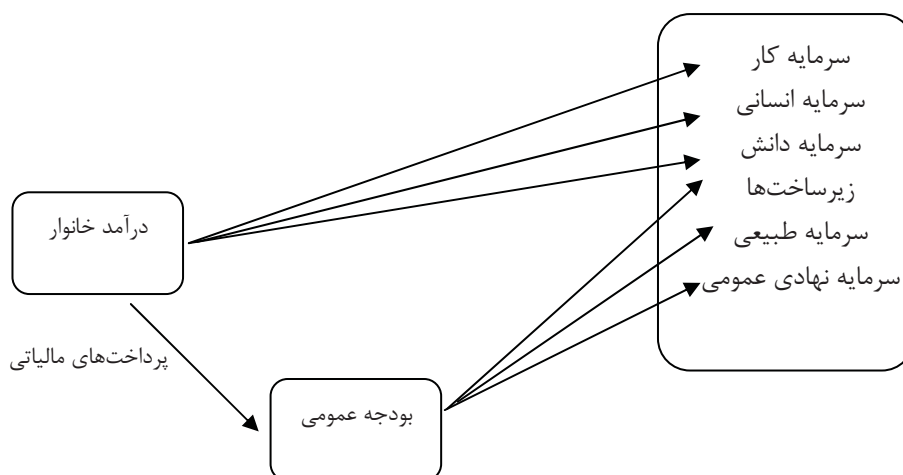 سرمایه کار
سرمایه انسانی
سرمایه دانش
زیرساخت‌ها
سرمایه طبیعی
سرمایه نهادی عمومی
درآمد خانوار
پرداخت‌های مالیاتی
بودجه عمومی